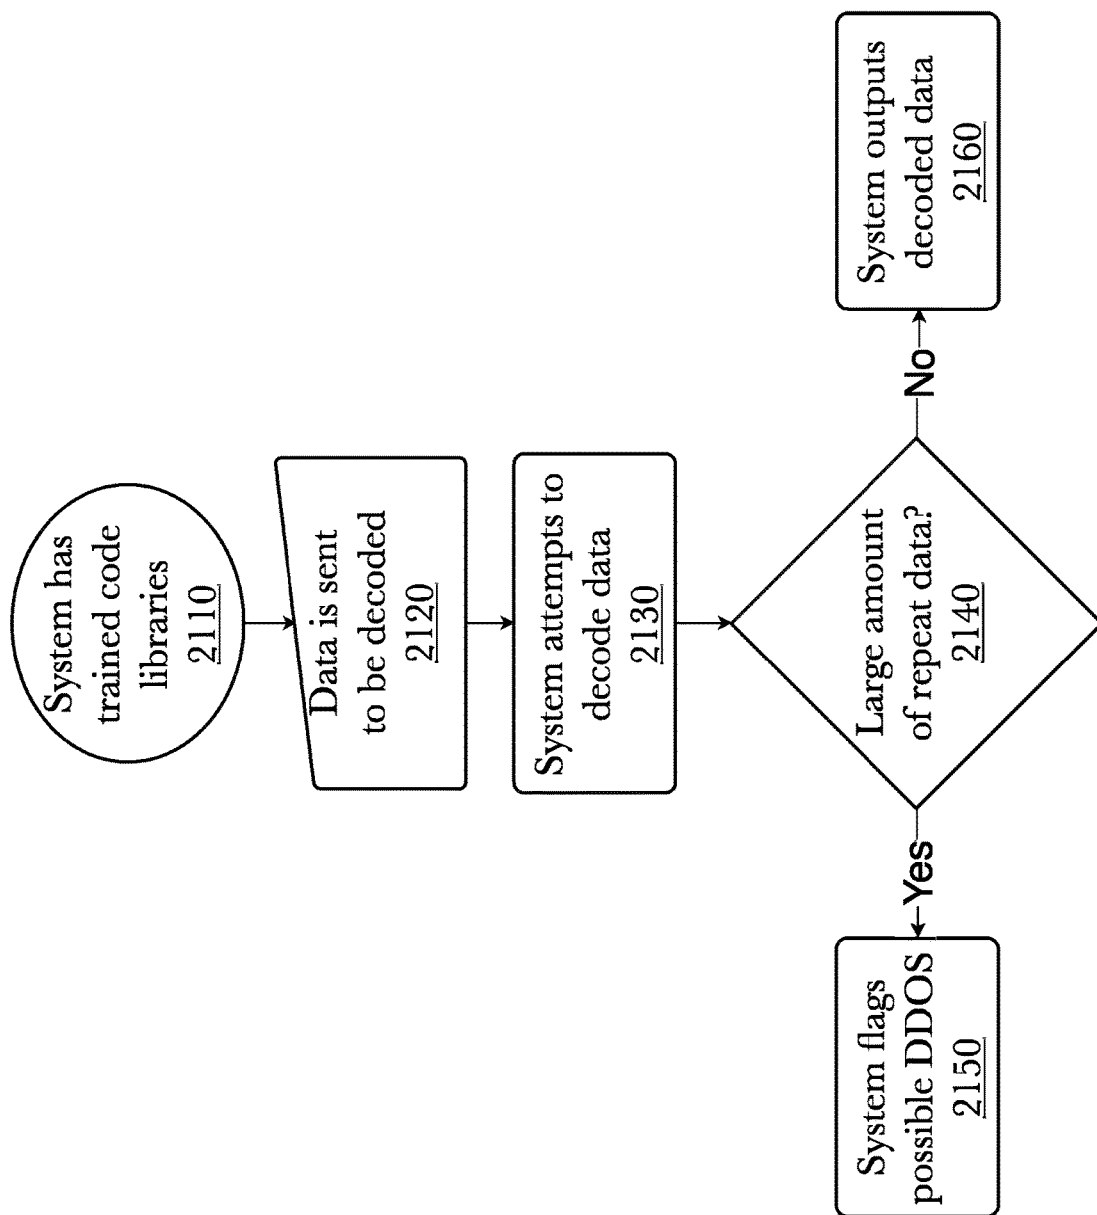 System has
trained code
libraries
2110
Data is sent
to be decoded
2120
System attempts to
decode data
2130
Large amount
of repeat data?
2140
Yes
No
System flags
possible DDOS
2150
System outputs
decoded data
2160